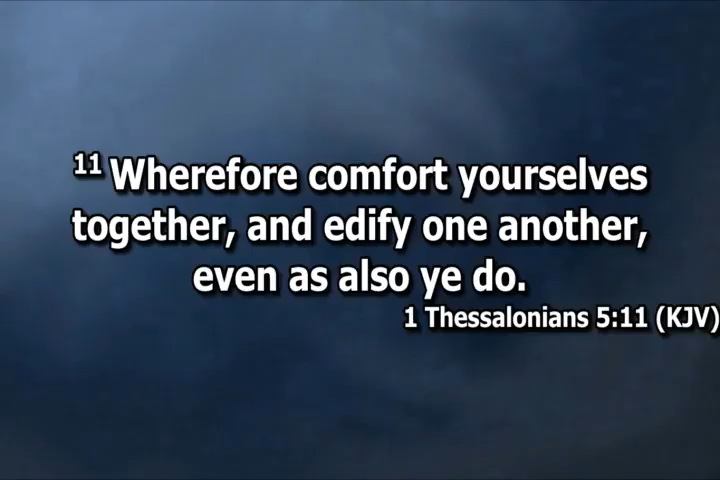 11 Wherefore comfort yourselves
together, and edify one another,
even as also ye do.
1 Thessalonians 5:11 (KJV)